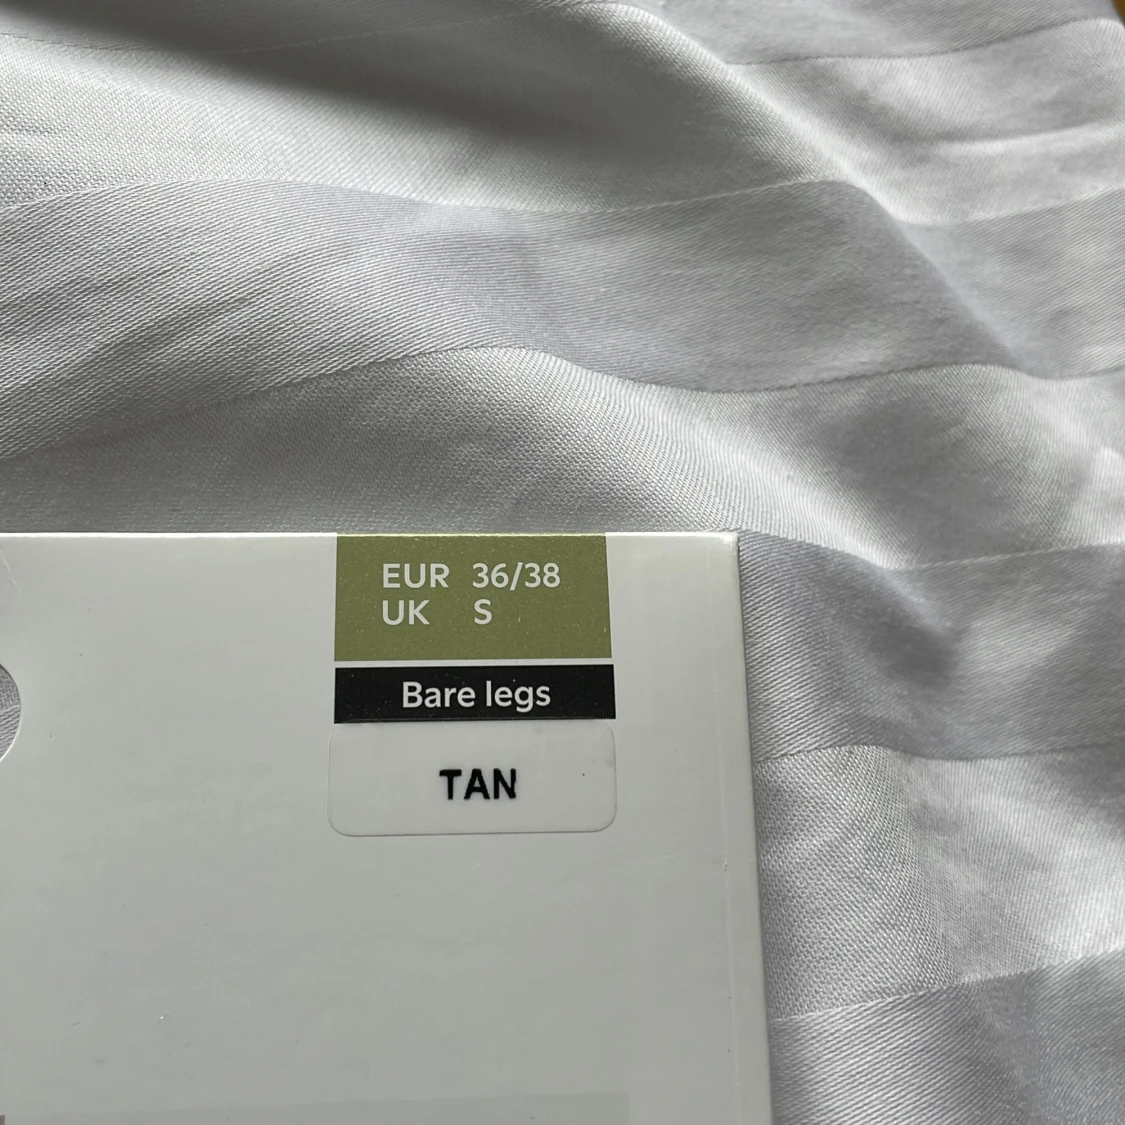 EUR 36/38
UK S
Bare legs
TAN